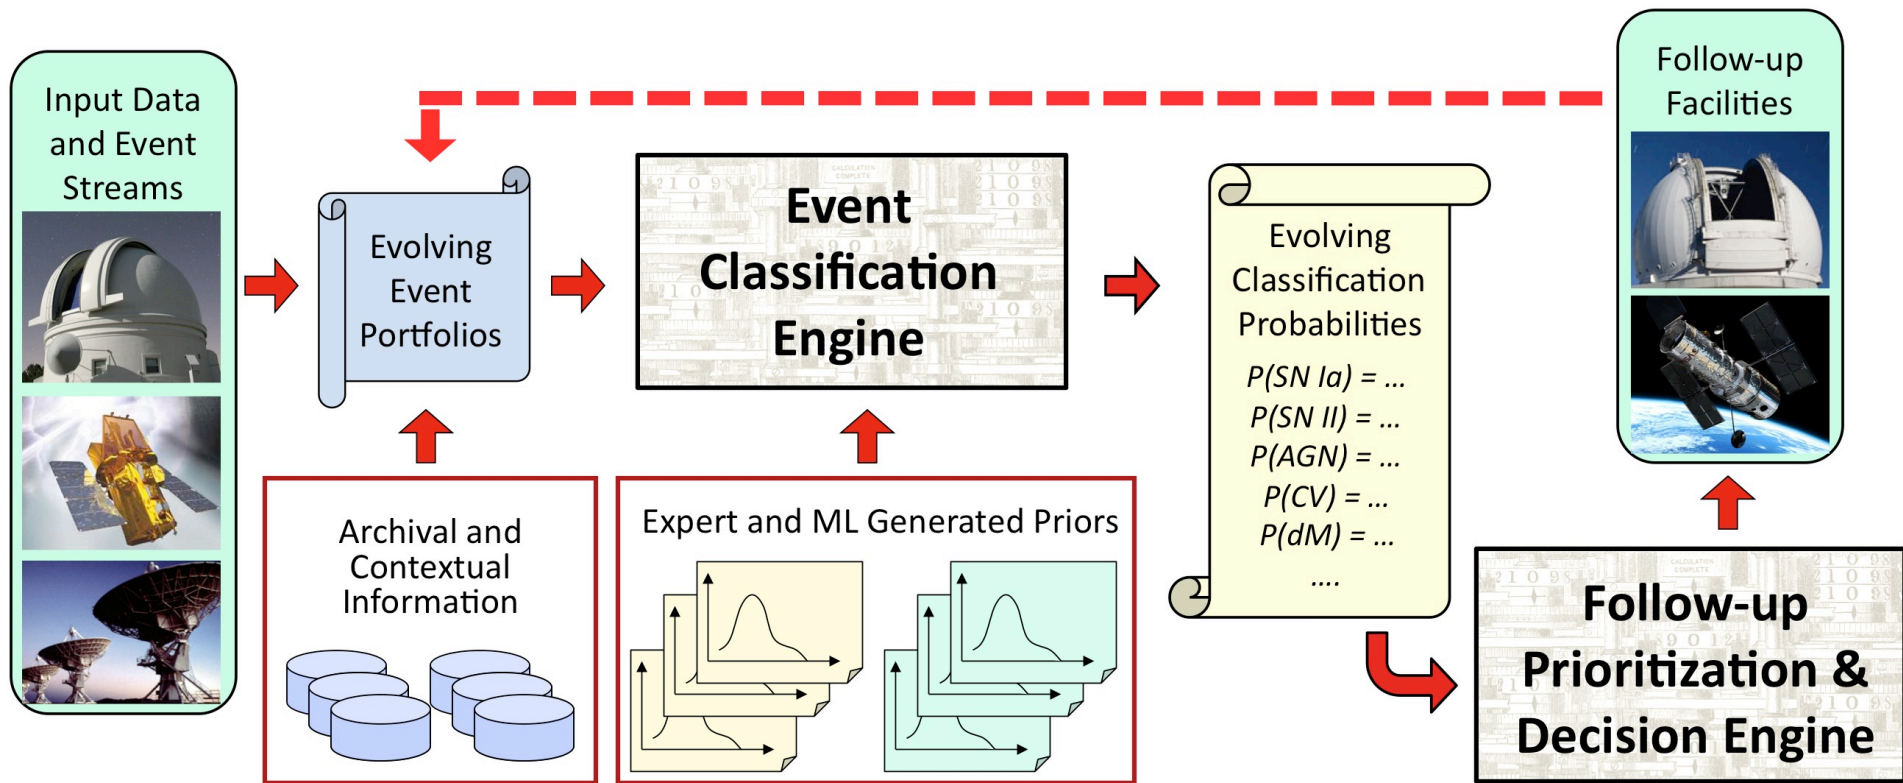 Input Data
and Event
Streams
Evolving
Event
Portfolios
Event
Classification
Engine
Evolving
Classification
Probabilities
P(SN Ia) = ...
P(SN II) = ...
P(AGN) = ...
P(CV) = ...
P(dM) = ...
....
Follow-up
Facilities
Archival and
Contextual
Information
Expert and ML Generated Priors
Follow-up
Prioritization &
Decision Engine